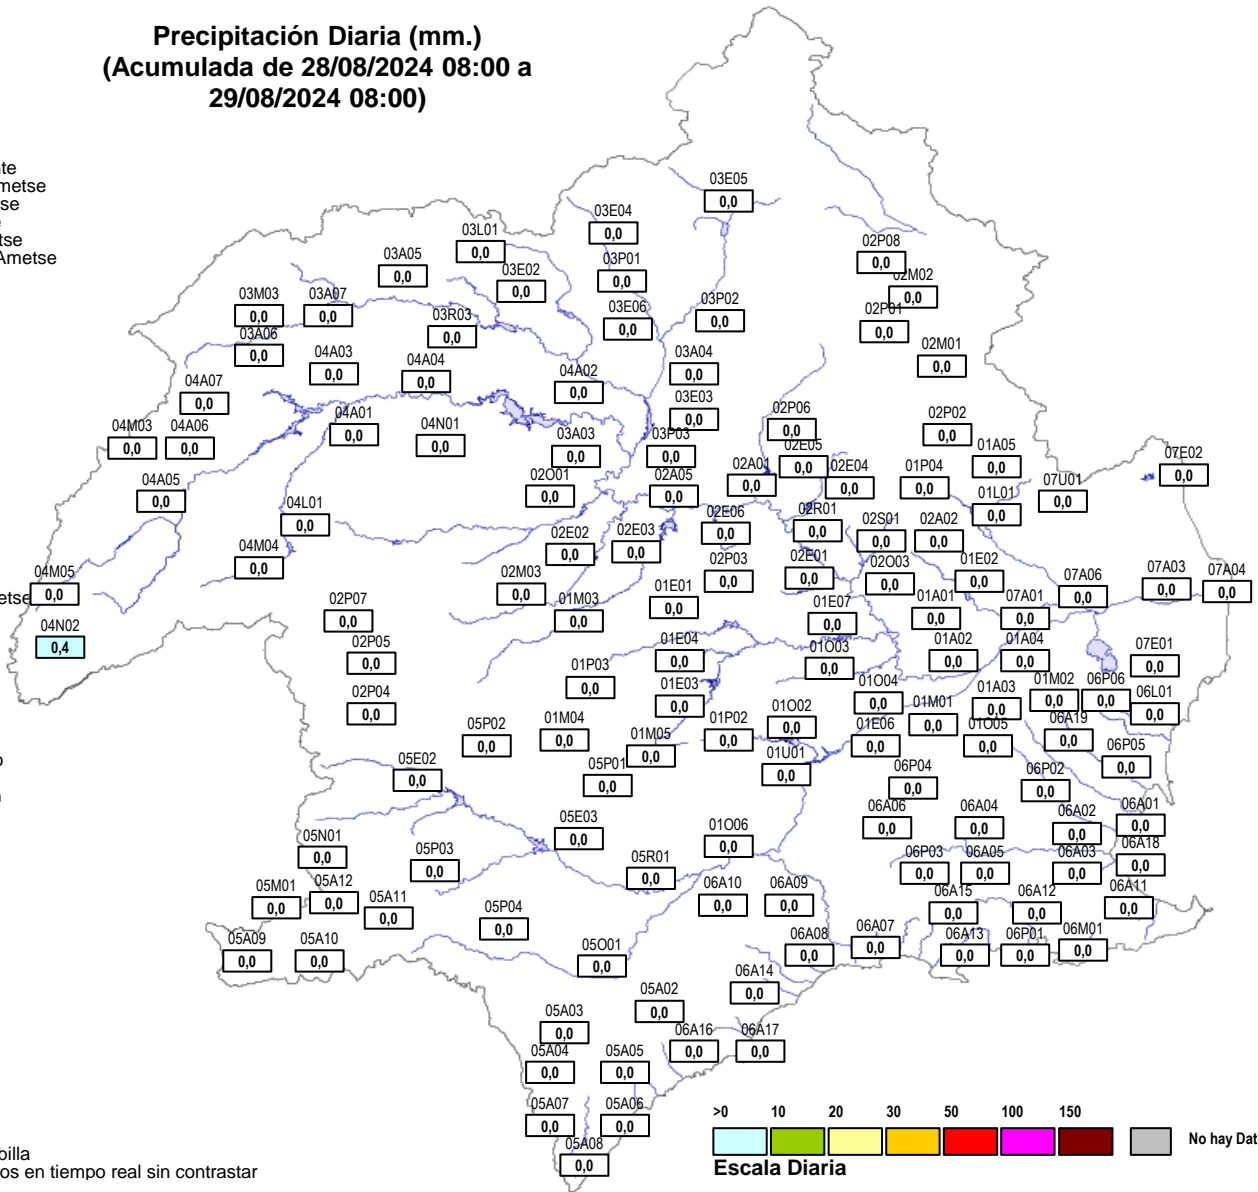 Precipitación Diaria (mm.)
(Acumulada de 28/08/2024 08:00 a
29/08/2024 08:00)
nte
metse
tse
e
tse
Ametse
03E05
0,0
03E04
0,0
03L01
0,0
03A05
0,0
03P01
0,0
03E02
0,0
02P08
0,0
02M02
0,0
03M03
0,0
03A07
0,0
03R03
0,0
03E06
0,0
03P02
0,0
02P01
0,0
03A06
0,0
04A03
0,0
04A04
0,0
04A02
0,0
03A04
0,0
02M01
0,0
04A07
0,0
03E03
0,0
04M03
0,0
04A06
0,0
04A01
0,0
04N01
0,0
03A03
0,0
03P03
0,0
02P06
0,0
02P02
0,0
02E05
0,0
01A05
0,0
07E02
0,0
04A05
0,0
02O01
0,0
02A05
0,0
02A01
0,0
02E04
0,0
01P04
0,0
07U01
0,0
01L01
0,0
04L01
0,0
02E06
0,0
02R01
0,0
02S01
0,0
02A02
0,0
04M04
0,0
02E02
0,0
02E03
0,0
04M05
0,0
etse
02M03
0,0
02P03
0,0
02E01
0,0
02O03
0,0
01E02
0,0
07A06
0,0
07A03
0,0
07A04
0,0
04N02
0,4
02P07
0,0
01M03
0,0
01E01
0,0
01E07
0,0
01A01
0,0
07A01
0,0
02P05
0,0
01E04
0,0
01O03
0,0
01A02
0,0
01A04
0,0
07E01
0,0
02P04
0,0
01P03
0,0
01E03
0,0
01O04
0,0
01A03
0,0
01M02
0,0
06P06
0,0
06L01
0,0
05P02
0,0
01M04
0,0
01M05
0,0
01P02
0,0
01O02
0,0
01E06
0,0
01M01
0,0
01O05
0,0
06A19
0,0
o
05E02
0,0
05P01
0,0
01U01
0,0
06P04
0,0
06P02
0,0
06P05
0,0
05E03
0,0
01O06
0,0
06A06
0,0
06A04
0,0
06A02
0,0
06A01
0,0
05N01
0,0
05P03
0,0
05R01
0,0
06P03
0,0
06A05
0,0
06A03
0,0
06A18
0,0
05M01
0,0
05A12
0,0
05A11
0,0
06A10
0,0
06A09
0,0
06A15
0,0
06A12
0,0
06A11
0,0
05P04
0,0
05A09
0,0
05A10
0,0
05O01
0,0
06A08
0,0
06A07
0,0
06A13
0,0
06P01
0,0
06M01
0,0
05A02
0,0
06A14
0,0
05A03
0,0
06A16
0,0
06A17
0,0
05A04
0,0
05A05
0,0
05A07
0,0
05A06
0,0
05A08
0,0
>0 10 20 30 50 100 150
No hay Dat
Escala Diaria
billa
os en tiempo real sin contrastar